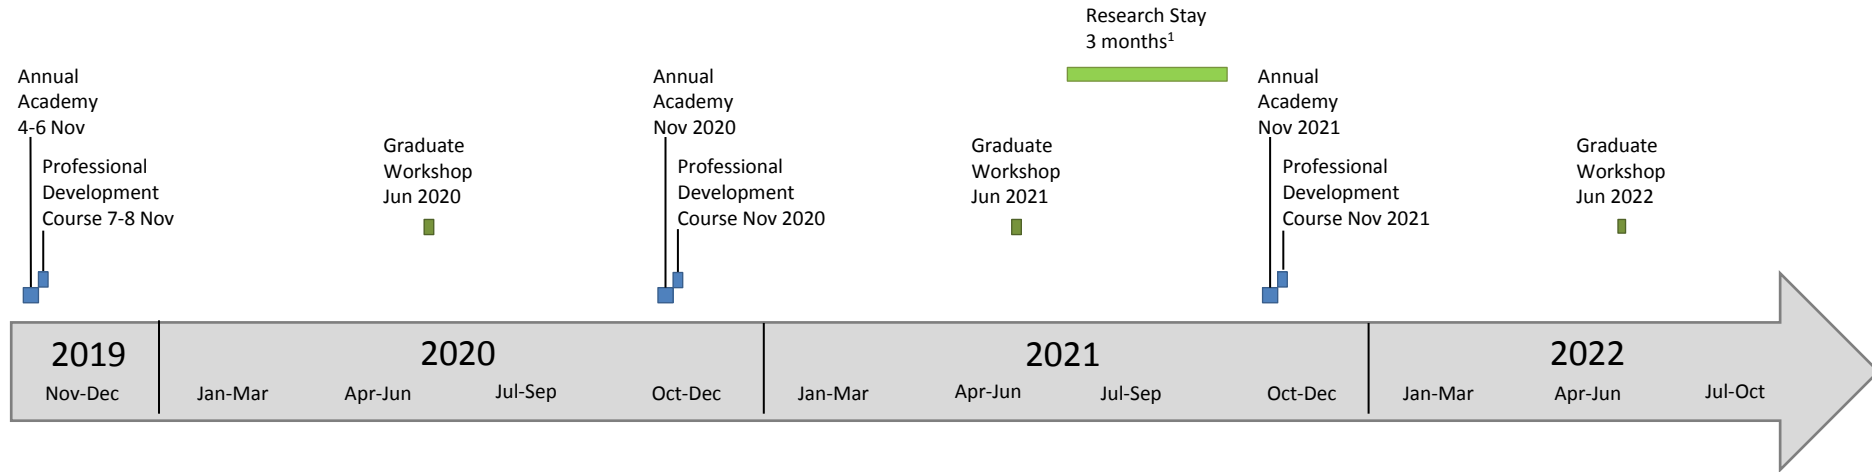 Research Stay
3 months¹
Annual
Academy
4-6 Nov
Professional
Development
Course 7-8 Nov
Graduate
Workshop
Jun 2020
Annual
Academy
Nov 2020
Professional
Development
Course Nov 2020
Graduate
Workshop
Jun 2021
Annual
Academy
Nov 2021
Professional
Development
Course Nov 2021
Graduate
Workshop
Jun 2022
2019
Nov-Dec
2020
Jan-Mar Apr-Jun Jul-Sep Oct-Dec
2021
Jan-Mar Apr-Jun Jul-Sep Oct-Dec
2022
Jan-Mar Apr-Jun Jul-Oct